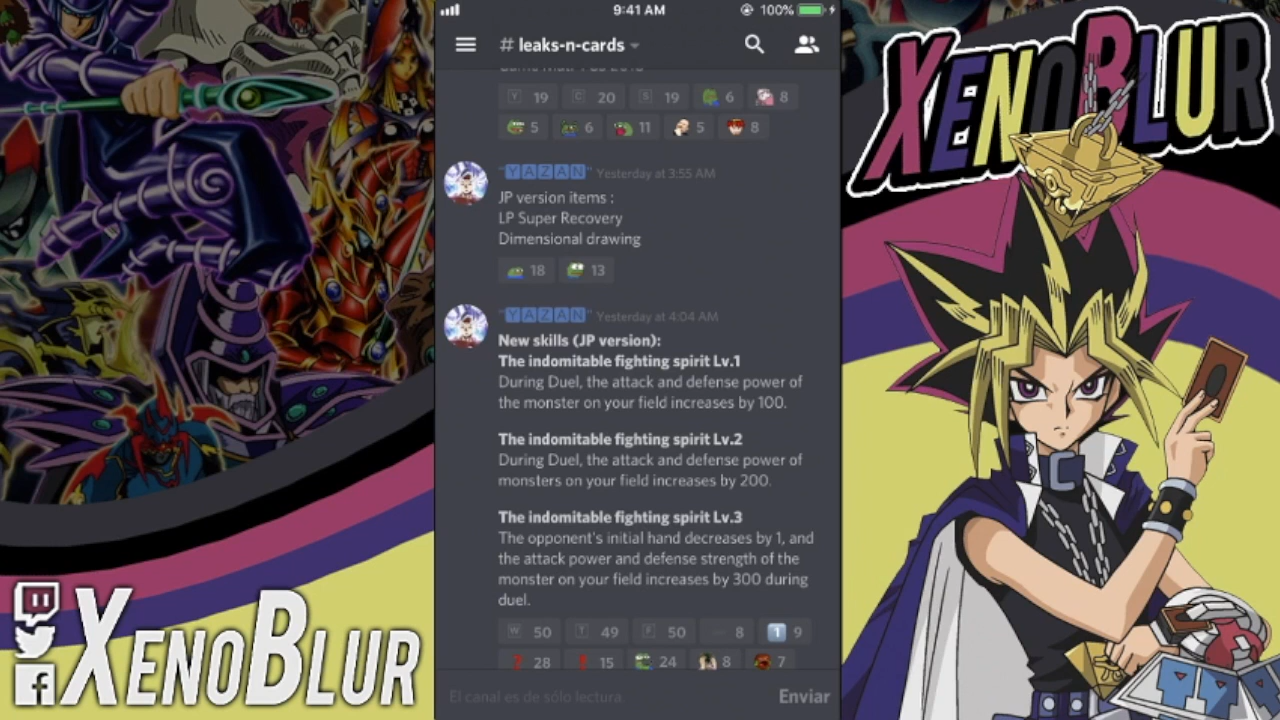 9:41 AM
100%
# leaks-n-cards
Y 19 C 20 S 19 6 8
5 6 11 5 8
"YAZAN" Yesterday at 3:55 AM
JP version items :
LP Super Recovery
Dimensional drawing
18 13
"YAZAN" Yesterday at 4:04 AM
New skills (JP version):
The indomitable fighting spirit Lv.1
During Duel, the attack and defense power of
the monster on your field increases by 100.
The indomitable fighting spirit Lv.2
During Duel, the attack and defense power of
monsters on your field increases by 200.
The indomitable fighting spirit Lv.3
The opponent's initial hand decreases by 1, and
the attack power and defense strength of the
monster on your field increases by 300 during
duel.
W 50 T 49 F 50 8 1 9
❓ 28 ❗ 15 24 8 7
El canal es de sólo lectura.
Enviar
XENOBLUR
XENOBLUR